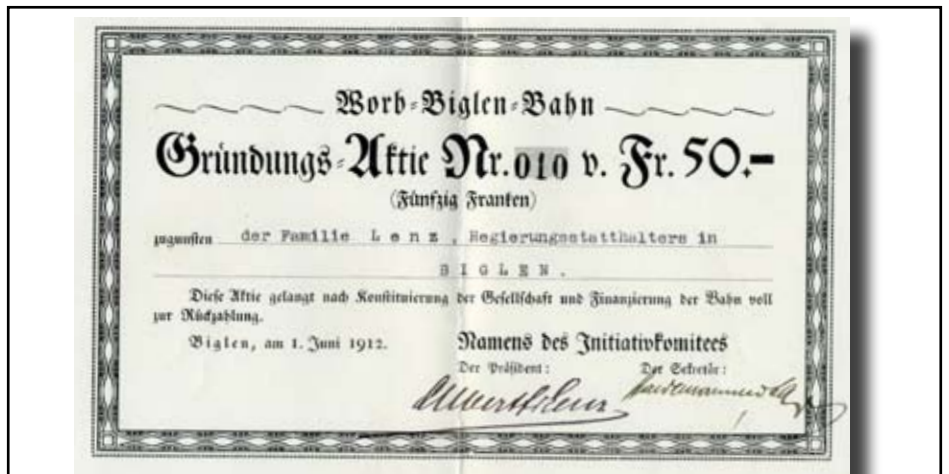 Worb-Biglen-Bahn
Gründungs-Aktie Nr. 010 v. Fr. 50.-
(Fünfzig Franken)
zugunsten der Familie Lenz, Regierungsstatthalters in
BIGLEN.
Diese Aktie gelangt nach Konstituierung der Gesellschaft und Finanzierung der Bahn voll
zur Rückzahlung.
Biglen, am 1. Juni 1912.
Namens des Initiativkomitees
Der Präsident: Der Sekretär:
Albert Lenz